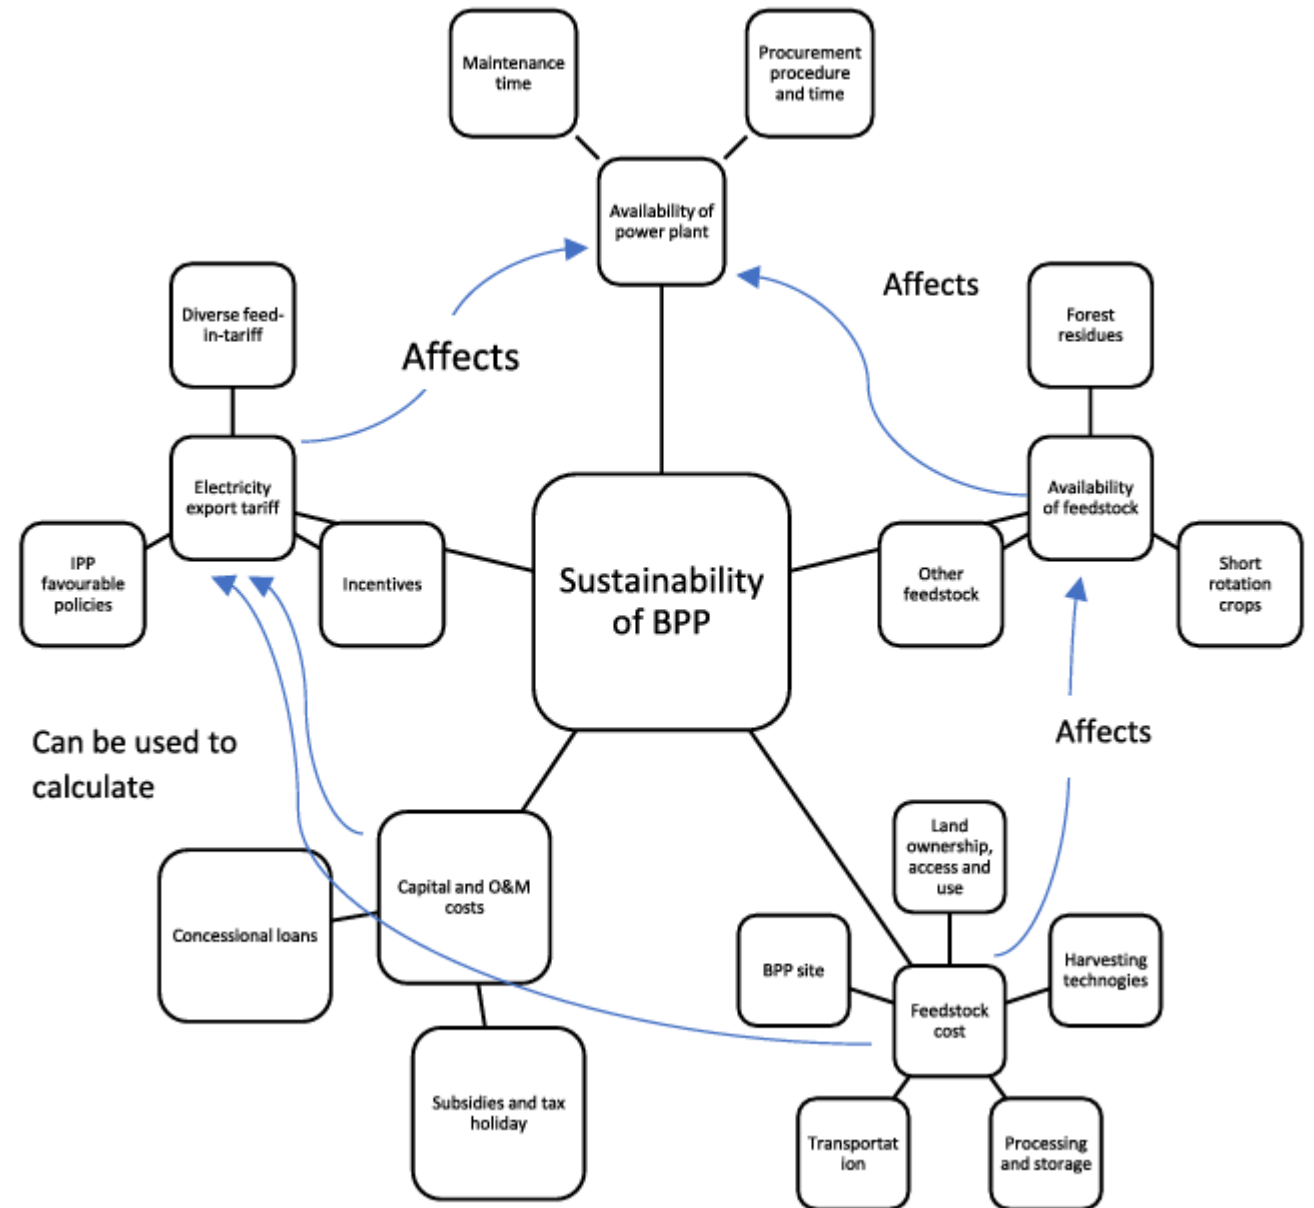 Maintenance
time
Procurement
procedure
and time
Availability of
power plant
Diverse feed-
in-tariff
Affects
Affects
Forest
residues
Electricity
export tariff
Availability
of feedstock
IPP
favourable
policies
Incentives
Sustainability
of BPP
Other
feedstock
Short
rotation
crops
Can be used to
calculate
Affects
Capital and O&M
costs
Concessional loans
Subsidies and tax
holiday
Land
ownership,
access and
use
BPP site
Harvesting
technogies
Feedstock
cost
Transportat
ion
Processing
and storage